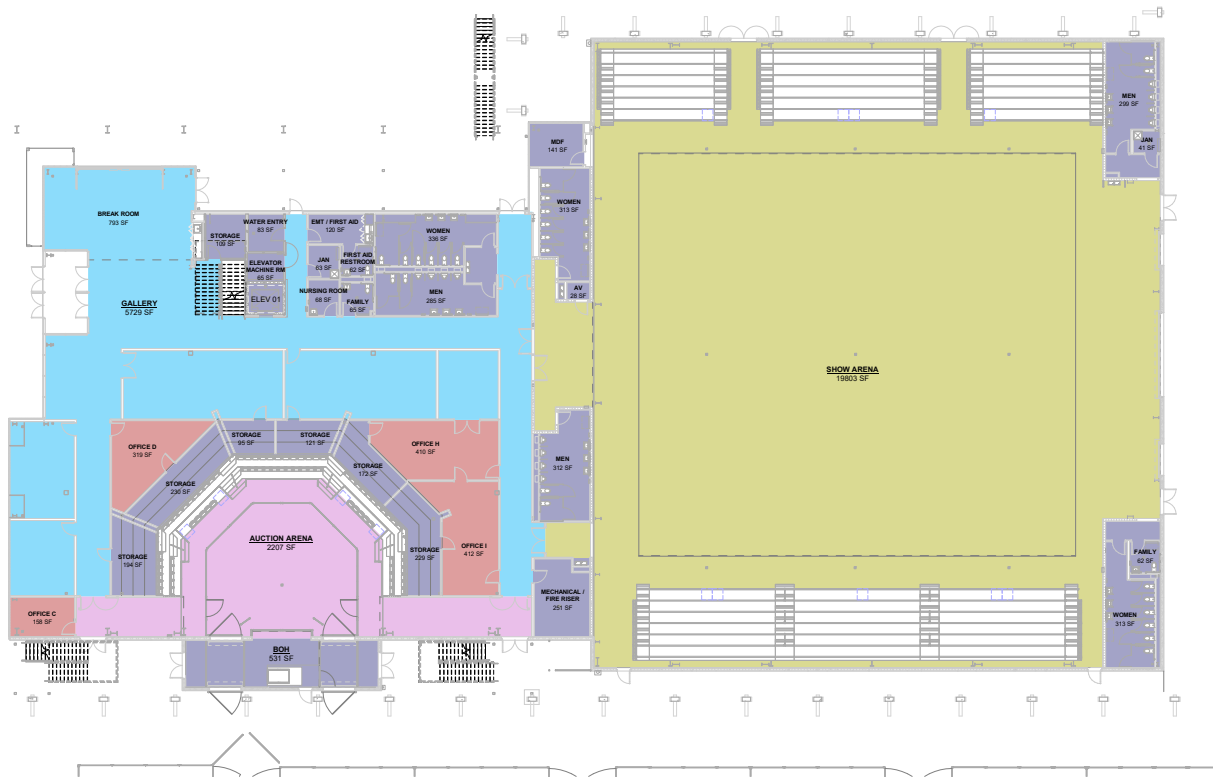 MEN
299 SF
JAN
41 SF
MDF
141 SF
WOMEN
313 SF
BREAK ROOM
793 SF
STORAGE
109 SF
WATER ENTRY
83 SF
EMT / FIRST AID
120 SF
WOMEN
336 SF
ELEVATOR
MACHINE RM
65 SF
JAN
63 SF
FIRST AID
RESTROOM
62 SF
AV
28 SF
GALLERY
5729 SF
ELEV 01
NURSING ROOM
68 SF
FAMILY
65 SF
MEN
285 SF
SHOW ARENA
19803 SF
OFFICE D
319 SF
STORAGE
95 SF
STORAGE
121 SF
OFFICE H
410 SF
STORAGE
173 SF
MEN
312 SF
STORAGE
230 SF
AUCTION ARENA
2207 SF
STORAGE
194 SF
STORAGE
229 SF
OFFICE I
412 SF
FAMILY
62 SF
MECHANICAL /
FIRE RISER
251 SF
OFFICE C
158 SF
WOMEN
313 SF
BOH
531 SF